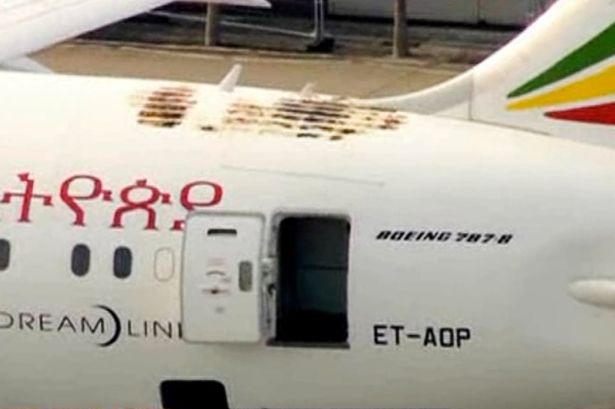 ትዮጵያ
BOEING 787-8
DREAMLIN
ET-AOP